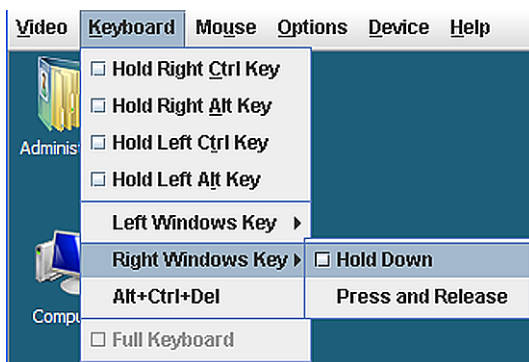 Video Keyboard Mouse Options Device Help
Hold Right Ctrl Key
Hold Right Alt Key
Hold Left Ctrl Key
Hold Left Alt Key
Left Windows Key
Right Windows Key
Hold Down
Alt+Ctrl+Del
Press and Release
Full Keyboard
Adminis
Compu